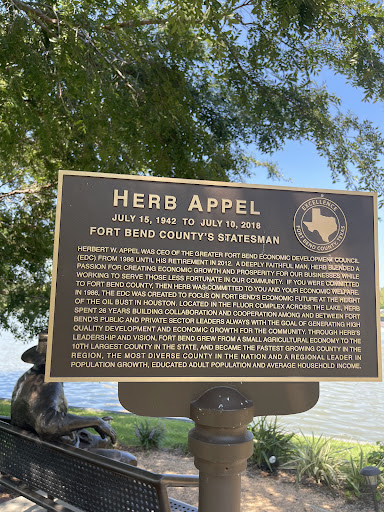 HERB APPEL
JULY 15, 1942 TO JULY 10, 2018
FORT BEND COUNTY'S STATESMAN
EXCELLENCE
FORT BEND COUNTY, TEXAS
HERBERT W. APPEL WAS CEO OF THE GREATER FORT BEND ECONOMIC DEVELOPMENT COUNCIL
(EDC) FROM 1986 UNTIL HIS RETIREMENT IN 2012. A DEEPLY FAITHFUL MAN, HERB BLENDED A
PASSION FOR CREATING ECONOMIC GROWTH AND PROSPERITY FOR OUR BUSINESSES WHILE
WORKING TO SERVE THOSE LESS FORTUNATE IN OUR COMMUNITY. IF YOU WERE COMMITTED
TO FORT BEND COUNTY, THEN HERB WAS COMMITTED TO YOU AND YOUR ECONOMIC WELFARE.
IN 1986, THE EDC WAS CREATED TO FOCUS ON FORT BEND'S ECONOMIC FUTURE AT THE HEIGHT
OF THE OIL BUST IN HOUSTON. LOCATED IN THE FLUOR COMPLEX ACROSS THE LAKE, HERB
SPENT 26 YEARS BUILDING COLLABORATION AND COOPERATION AMONG AND BETWEEN FORT
BEND'S PUBLIC AND PRIVATE SECTOR LEADERS ALWAYS WITH THE GOAL OF GENERATING HIGH
QUALITY DEVELOPMENT AND ECONOMIC GROWTH FOR THE COMMUNITY. THROUGH HERB'S
LEADERSHIP AND VISION, FORT BEND GREW FROM A SMALL AGRICULTURAL ECONOMY TO THE
10TH LARGEST COUNTY IN THE STATE, AND BECAME THE FASTEST GROWING COUNTY IN THE
REGION, THE MOST DIVERSE COUNTY IN THE NATION AND A REGIONAL LEADER IN
POPULATION GROWTH, EDUCATED ADULT POPULATION AND AVERAGE HOUSEHOLD INCOME.